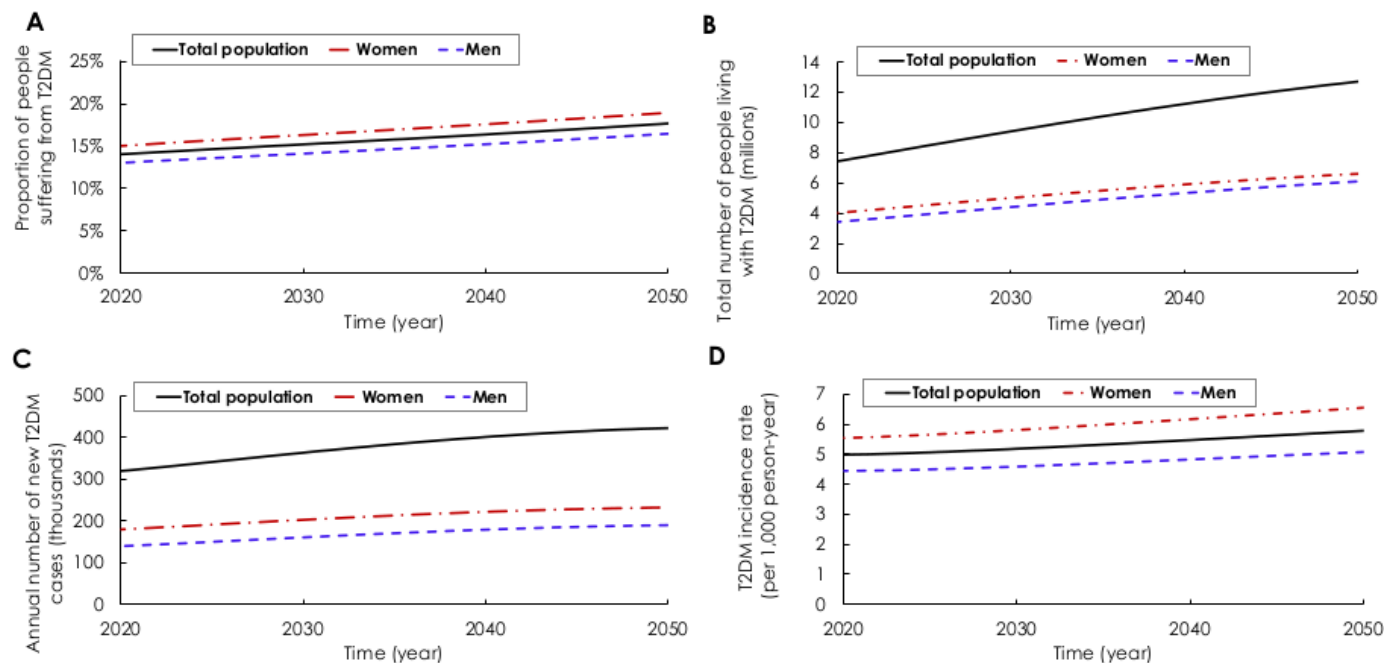 A
Total population Women Men
Proportion of people
suffering from T2DM
25%
20%
15%
10%
5%
0%
2020 2030 2040 2050
Time (year)
B
Total population Women Men
Total number of people living
with T2DM (millions)
14
12
10
8
6
4
2
0
2020 2030 2040 2050
Time (year)
C
Total population Women Men
Annual number of new T2DM
cases (thousands)
500
400
300
200
100
0
2020 2030 2040 2050
Time (year)
D
Total population Women Men
T2DM incidence rate
(per 1,000 person-year)
7
6
5
4
3
2
1
0
2020 2030 2040 2050
Time (year)